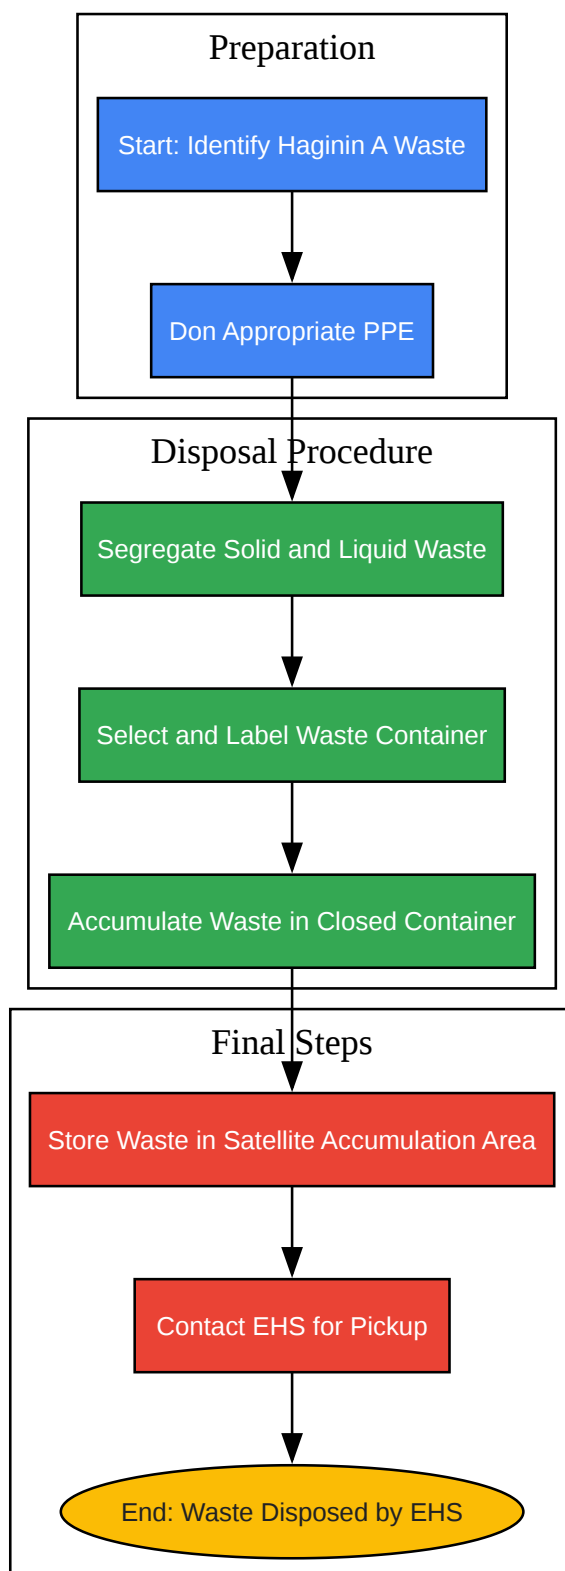 Preparation
Start: Identify Haginin A Waste
Don Appropriate PPE
Disposal Procedure
Segregate Solid and Liquid Waste
Select and Label Waste Container
Accumulate Waste in Closed Container
Final Steps
Store Waste in Satellite Accumulation Area
Contact EHS for Pickup
End: Waste Disposed by EHS